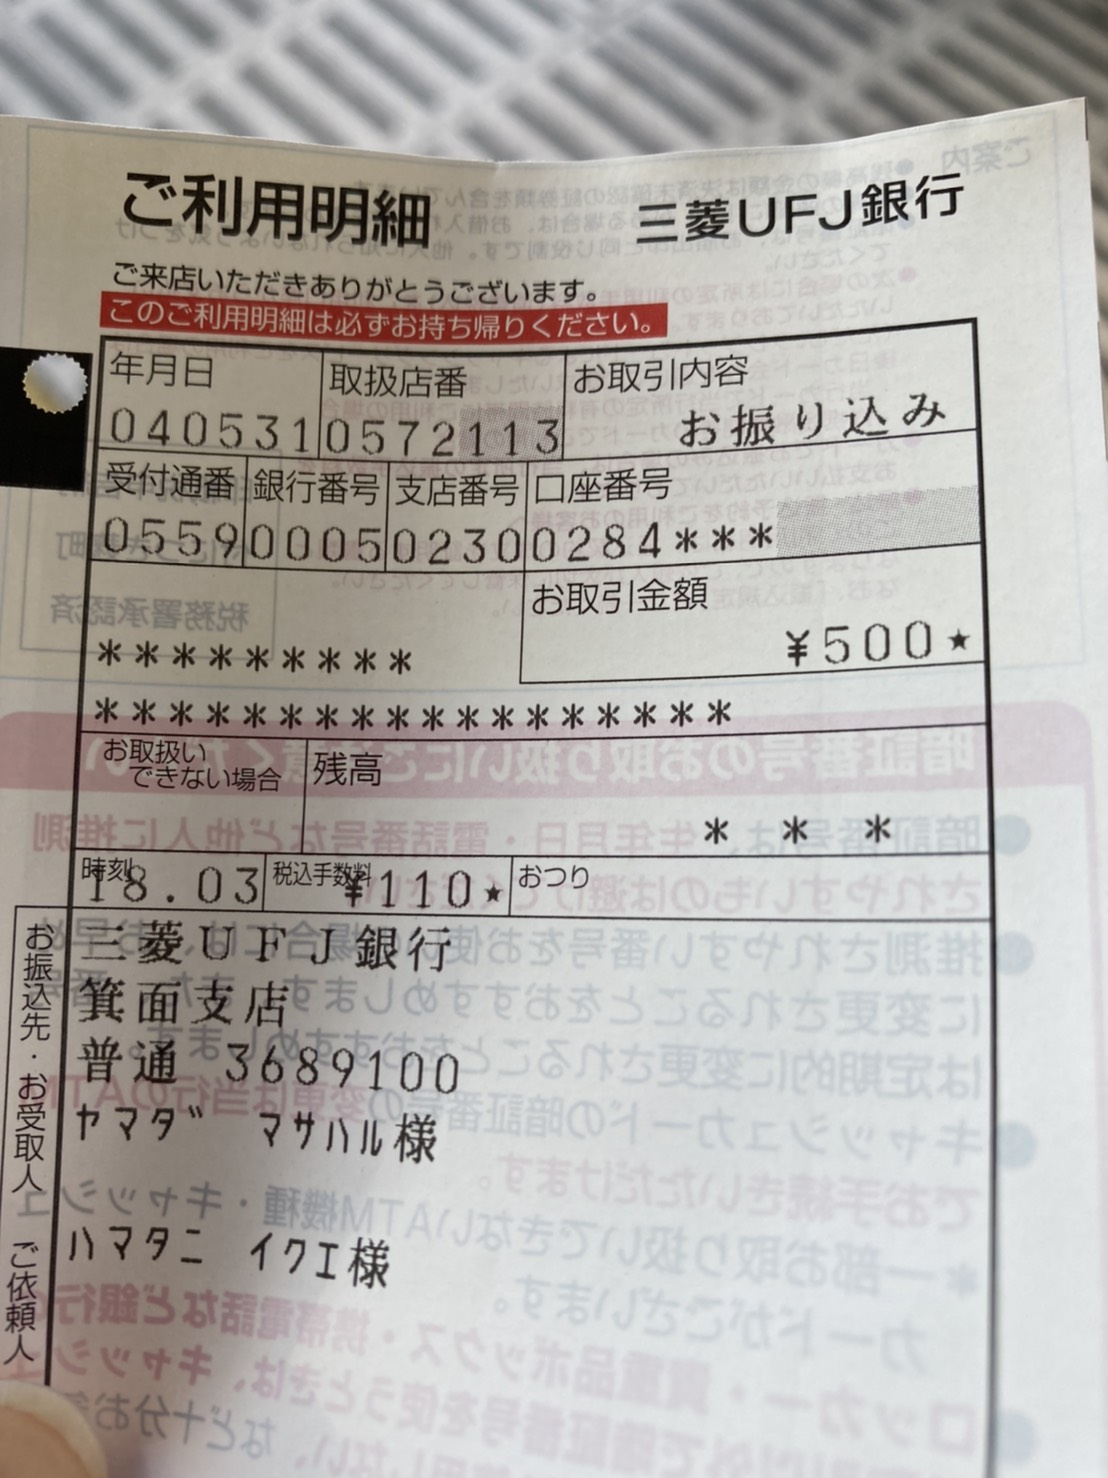 ご利用明細 三菱UFJ銀行
ご来店いただきありがとうございます。
このご利用明細は必ずお持ち帰りください。
年月日 取扱店番 お取引内容
040531 0572113 お振り込み
受付通番 銀行番号 支店番号 口座番号
0559 0005 0230 0284***
お取引金額
¥500★
*********
******************
お取扱いできない場合 残高
* * *
時刻 税込手数料 おつり
18.03 ¥110★
お振込先・お受取人 ご依頼人
三菱UFJ銀行
箕面支店
普通 3689100
ヤマダ マサハル様
ハマタニ イクエ様